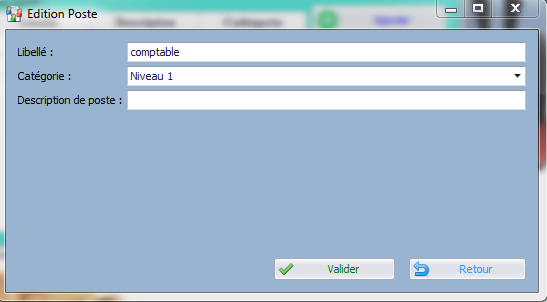 Edition Poste
Libellé : comptable
Catégorie : Niveau 1
Description de poste :
Valider Retour